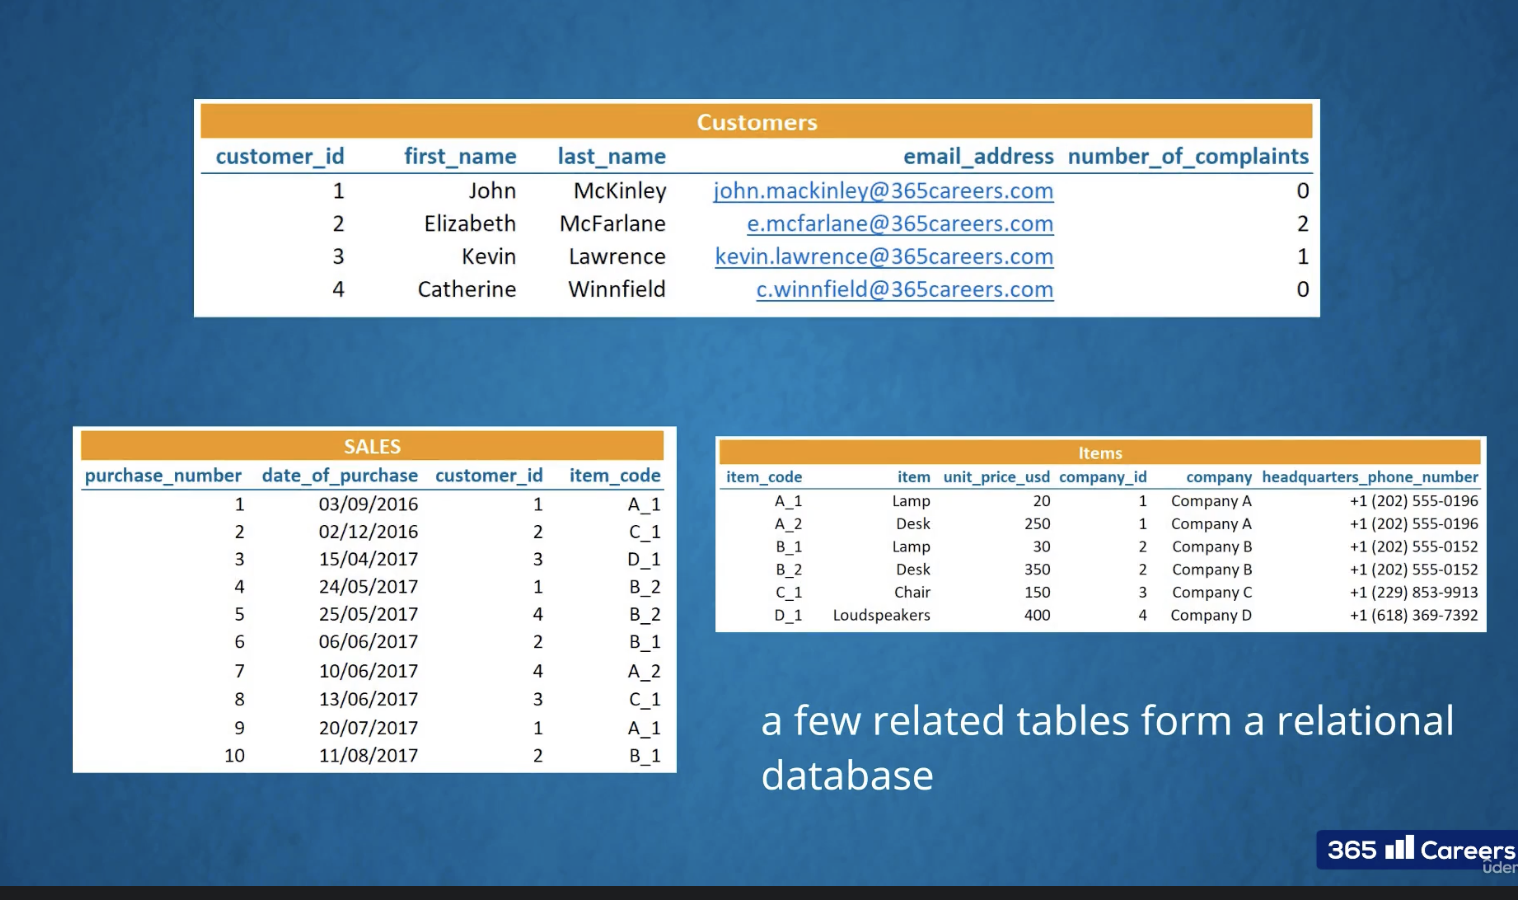 Customers
customer_id first_name last_name email_address number_of_complaints
1 John McKinley john.mackinley@365careers.com 0
2 Elizabeth McFarlane e.mcfarlane@365careers.com 2
3 Kevin Lawrence kevin.lawrence@365careers.com 1
4 Catherine Winnfield c.winnfield@365careers.com 0
SALES
purchase_number date_of_purchase customer_id item_code
1 03/09/2016 1 A_1
2 02/12/2016 2 C_1
3 15/04/2017 3 D_1
4 24/05/2017 1 B_2
5 25/05/2017 4 B_2
6 06/06/2017 2 B_1
7 10/06/2017 4 A_2
8 13/06/2017 3 C_1
9 20/07/2017 1 A_1
10 11/08/2017 2 B_1
Items
item_code item unit_price_usd company_id company headquarters_phone_number
A_1 Lamp 20 1 Company A +1 (202) 555-0196
A_2 Desk 250 1 Company A +1 (202) 555-0196
B_1 Lamp 30 2 Company B +1 (202) 555-0152
B_2 Desk 350 2 Company B +1 (202) 555-0152
C_1 Chair 150 3 Company C +1 (229) 853-9913
D_1 Loudspeakers 400 4 Company D +1 (618) 369-7392
a few related tables form a relational
database
365 Careers